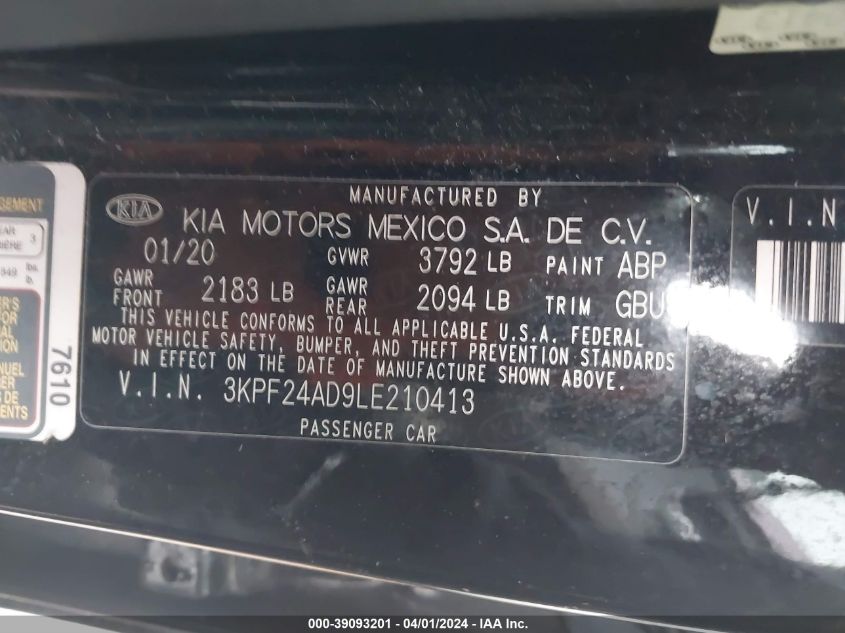 MANUFACTURED BY
KIA KIA MOTORS MEXICO S.A. DE C.V.
01/20 GVWR 3792 LB PAINT ABP
GAWR FRONT 2183 LB GAWR REAR 2094 LB TRIM GBU
THIS VEHICLE CONFORMS TO ALL APPLICABLE U.S.A. FEDERAL
MOTOR VEHICLE SAFETY, BUMPER, AND THEFT PREVENTION STANDARDS
IN EFFECT ON THE DATE OF MANUFACTURE SHOWN ABOVE.
V.I.N. 3KPF24AD9LE210413
PASSENGER CAR
7610
V.I.N
000-39093201 - 04/01/2024 - IAAI.com